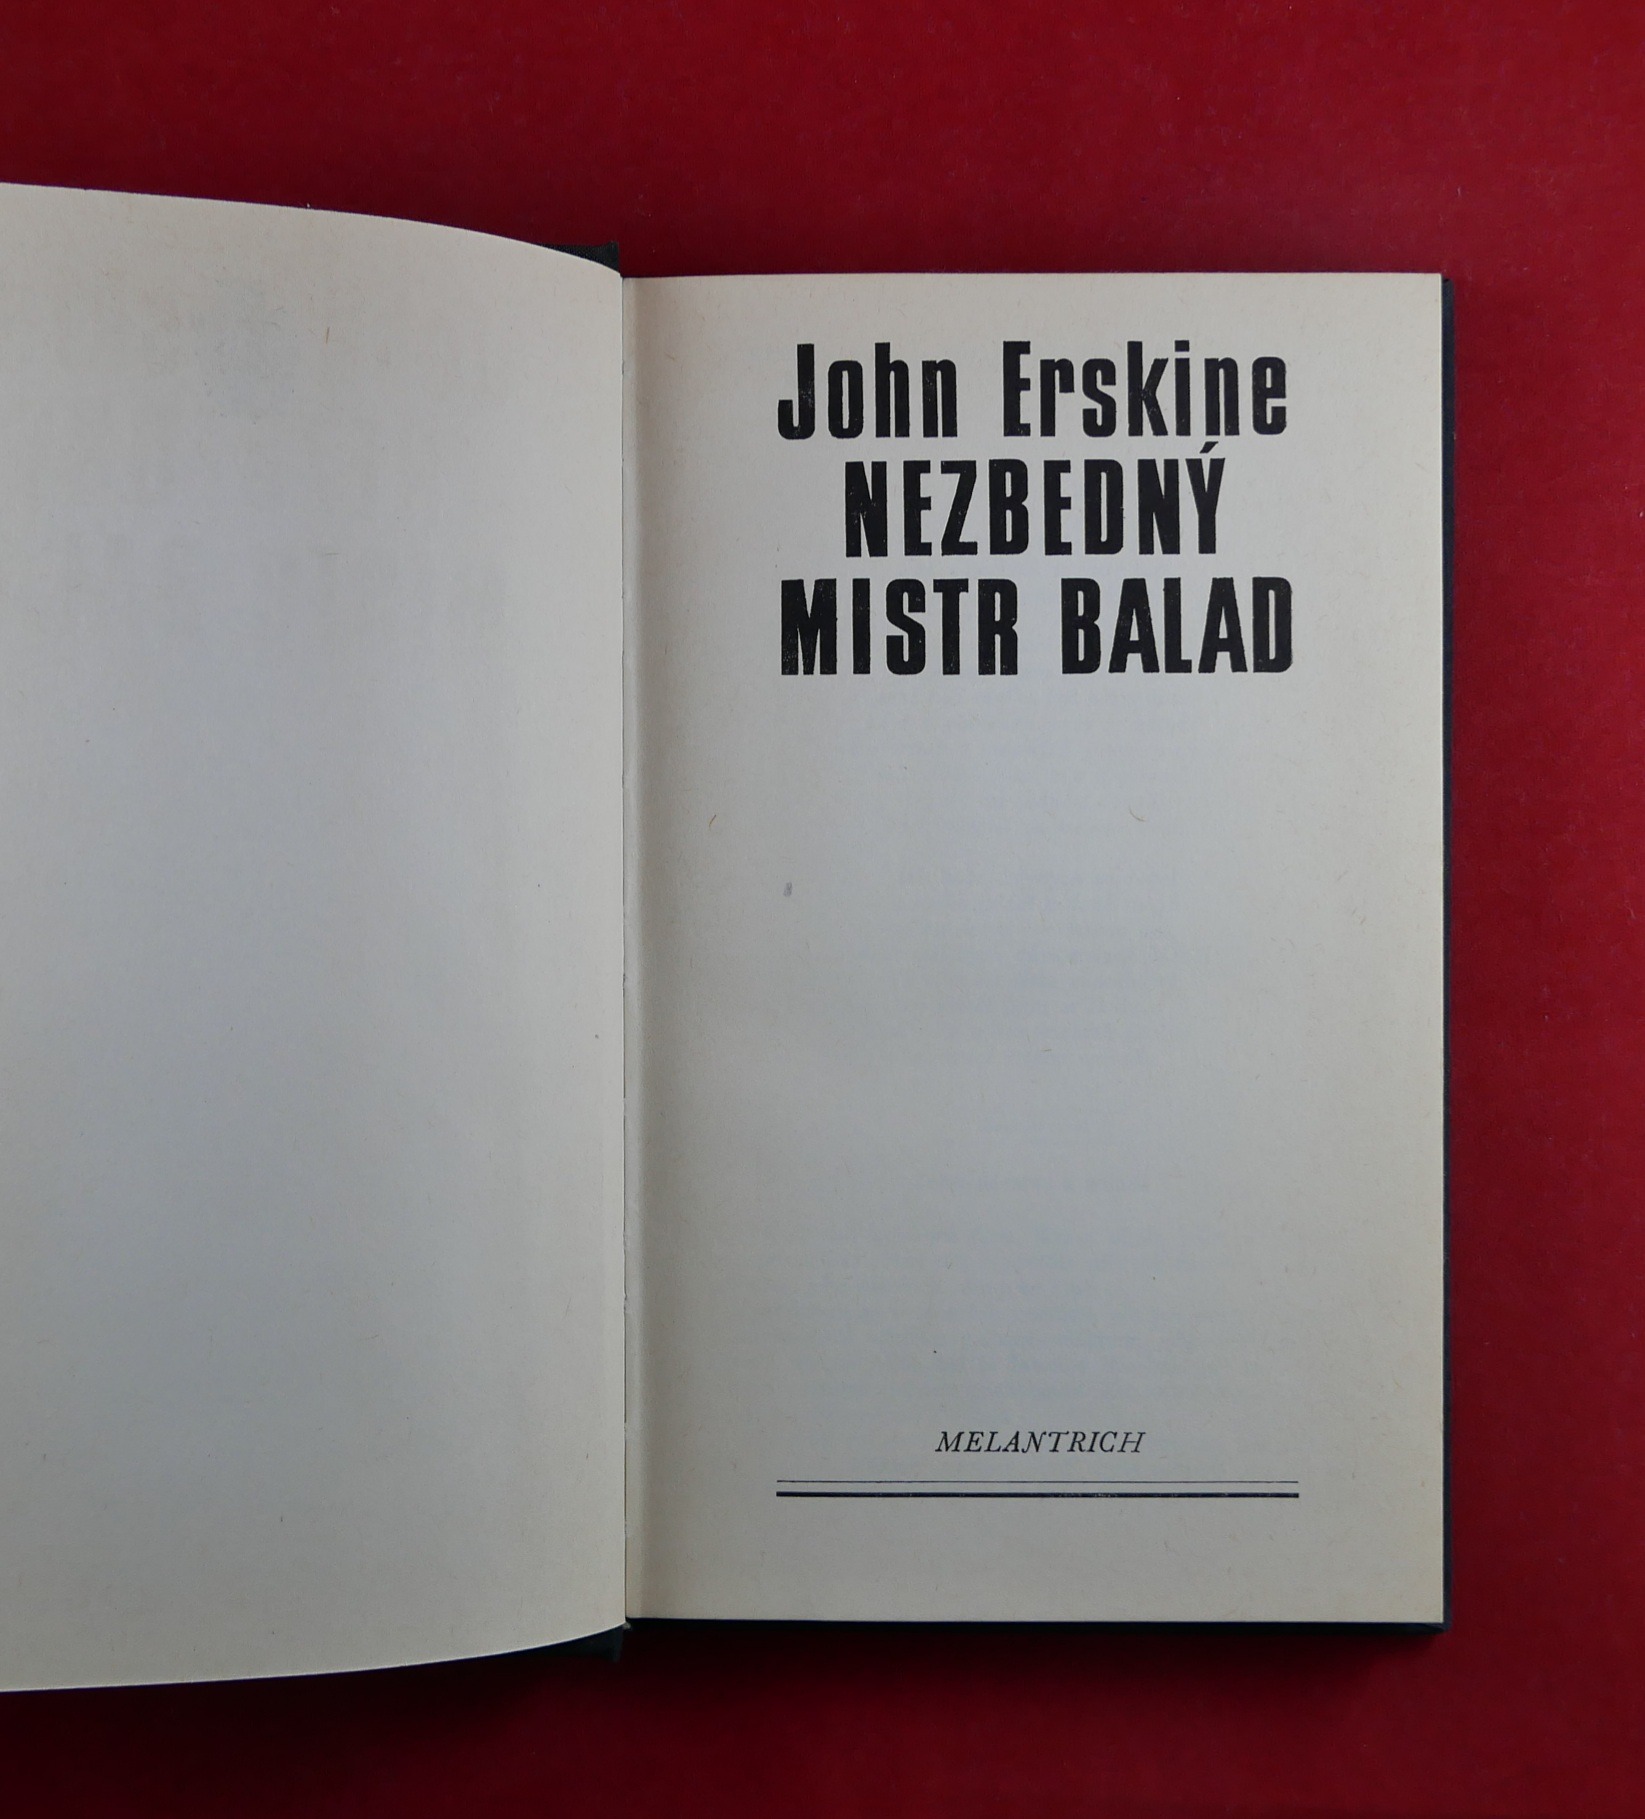 John Erskine
NEZBEDNÝ
MISTR BALAD
MELANTRICH